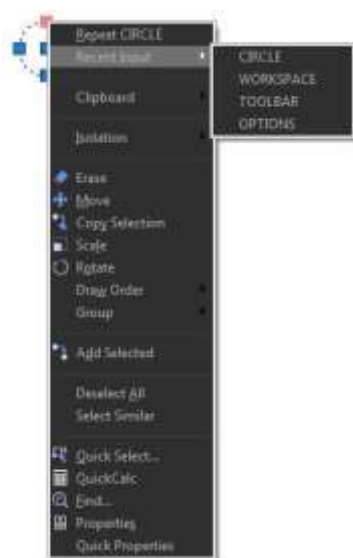 Repeat CIRCLE
Recent Input
CIRCLE
WORKSPACE
TOOLBAR
OPTIONS
Clipboard
Isolation
Erase
Move
Copy Selection
Scale
Rotate
Draw Order
Group
Add Selected
Deselect All
Select Similar
Quick Select...
QuickCalc
Find...
Properties
Quick Properties